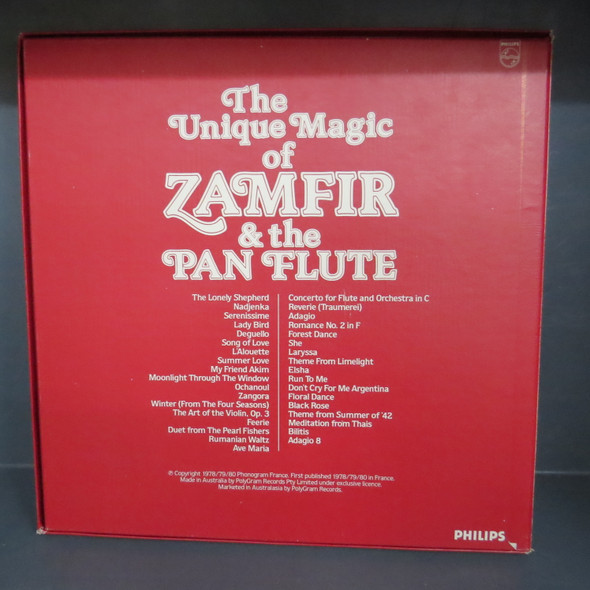 PHILIPS
The
Unique Magic
of
ZAMFIR
& the
PAN FLUTE
The Lonely Shepherd
Nadjenka
Serenissime
Lady Bird
Deguello
Song of Love
L'Alouette
Summer Love
My Friend Akim
Moonlight Through The Window
Ochanoui
Zangora
Winter (From The Four Seasons)
The Art of the Violin, Op. 3
Feerie
Duet from The Pearl Fishers
Rumanian Waltz
Ave Maria
Concerto for Flute and Orchestra in C
Reverie (Traumerei)
Adagio
Romance No. 2 in F
Forest Dance
She
Laryssa
Theme From Limelight
Elsha
Run To Me
Don't Cry For Me Argentina
Floral Dance
Black Rose
Theme from Summer of '42
Meditation from Thais
Bilitis
Adagio 8
℗ Copyright 1978/79/80 Phonogram France. First published 1978/79/80 in France.
Made in Australia by PolyGram Records Pty Limited under exclusive licence.
Marketed in Australasia by PolyGram Records.
PHILIPS